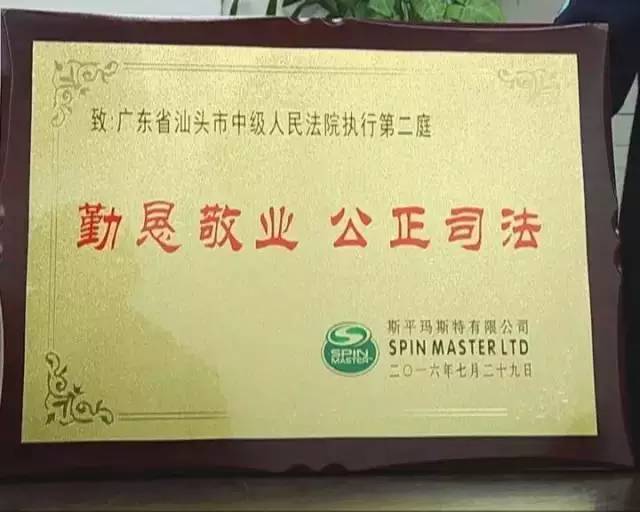 致:广东省汕头市中级人民法院执行第二庭
勤恳敬业 公正司法
SPIN
MASTER
斯平玛斯特有限公司
SPIN MASTER LTD
二〇一六年七月二十九日